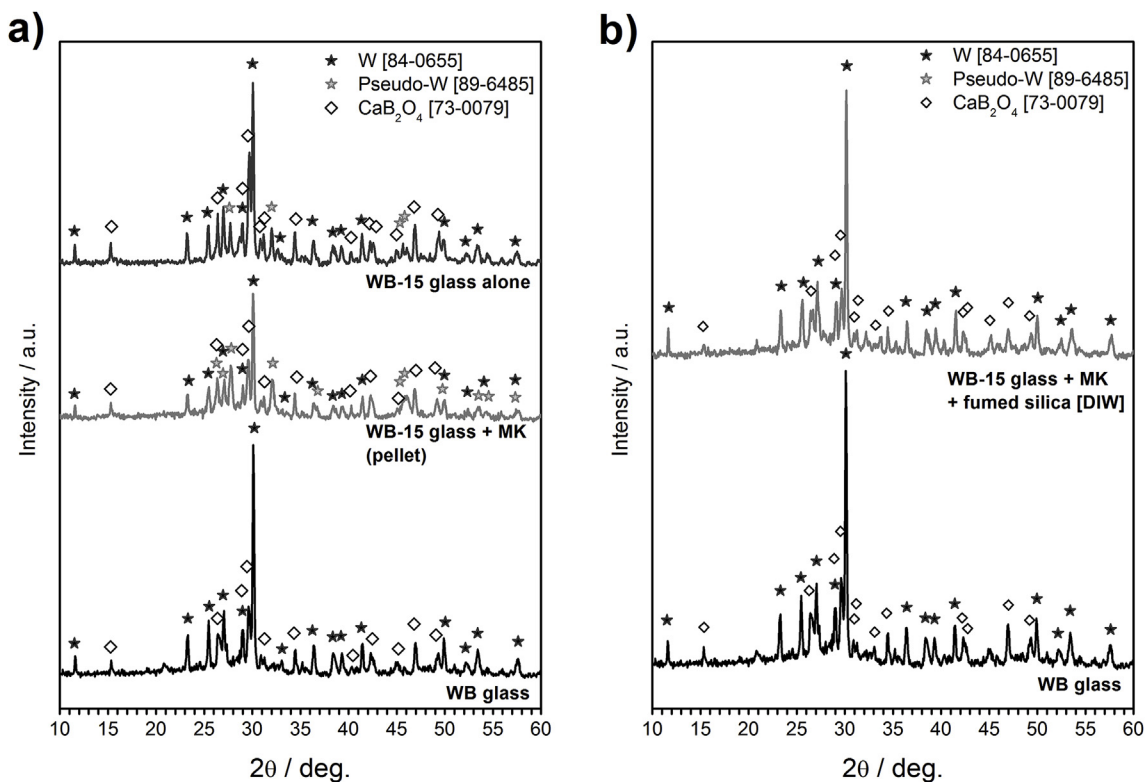 a)
W [84-0655]
Pseudo-W [89-6485]
CaB₂O₄ [73-0079]
WB-15 glass alone
WB-15 glass + MK
(pellet)
WB glass
Intensity / a.u.
10 15 20 25 30 35 40 45 50 55 60
2θ / deg.
b)
W [84-0655]
Pseudo-W [89-6485]
CaB₂O₄ [73-0079]
WB-15 glass + MK
+ fumed silica [DIW]
WB glass
Intensity / a.u.
10 15 20 25 30 35 40 45 50 55 60
2θ / deg.